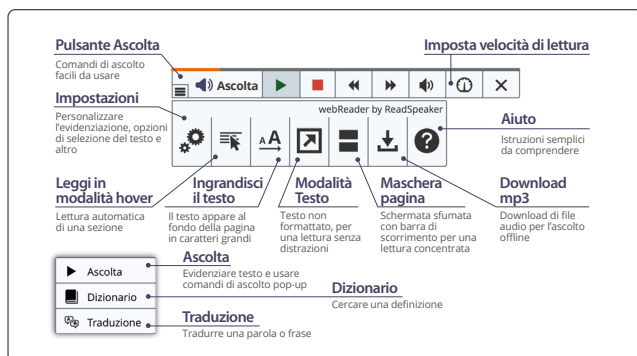 Pulsante Ascolta
Comandi di ascolto
facili da usare
Imposta velocità di lettura
Ascolta
Impostazioni
Personalizzare
l'evidenziazione, opzioni
di selezione del testo e
altro
webReader by ReadSpeaker
A A
?
Aiuto
Istruzioni semplici
da comprendere
Leggi in
modalità hover
Lettura automatica
di una sezione
Ingrandisci
il testo
Il testo appare al
fondo della pagina
in caratteri grandi
Modalità
Testo
Testo non
formattato, per
una lettura senza
distrazioni
Maschera
pagina
Schermata sfumata
con barra di
scorrimento per una
lettura concentrata
Download
mp3
Download di file
audio per l'ascolto
offline
Ascolta
Dizionario
Traduzione
Ascolta
Evidenziare testo e usare
comandi di ascolto pop-up
Dizionario
Cercare una definizione
Traduzione
Tradurre una parola o frase